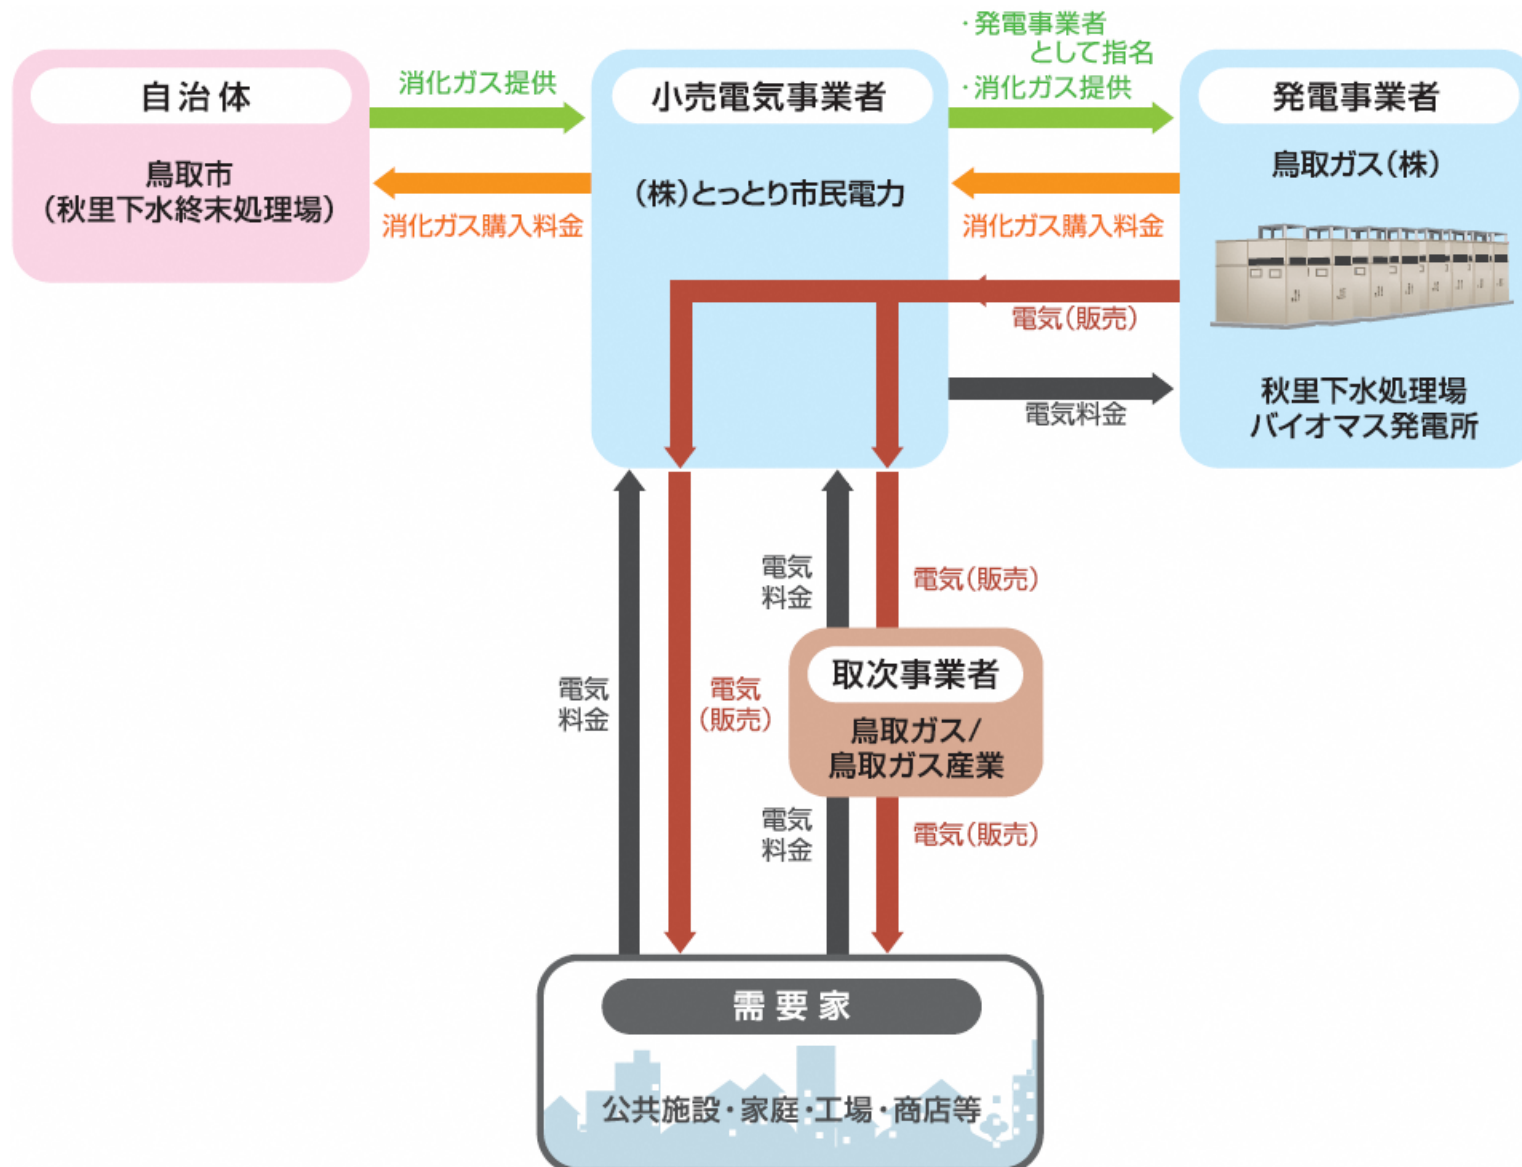 自治体
鳥取市
(秋里下水終末処理場)
消化ガス提供
消化ガス購入料金
小売電気事業者
(株)とっとり市民電力
・発電事業者
として指名
・消化ガス提供
消化ガス購入料金
電気(販売)
電気料金
発電事業者
鳥取ガス(株)
秋里下水処理場
バイオマス発電所
電気
料金
電気
(販売)
電気
料金
電気(販売)
取次事業者
鳥取ガス/
鳥取ガス産業
電気
料金
電気(販売)
需要家
公共施設・家庭・工場・商店等